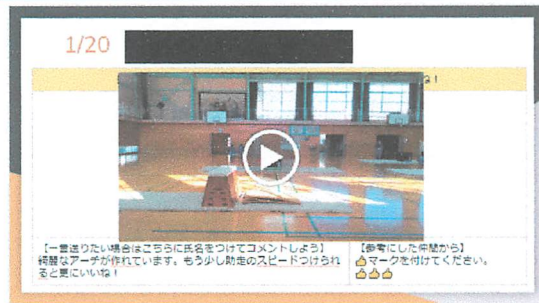 1/20
ね！
【一言送りたい場合はこちらに氏名をつけてコメントしよう】
綺麗なアーチが作れています。もう少し助走のスピードつけられ
ると更にいいね！
【参考にした仲間から】
👍マークを付けてください。
👍👍👍